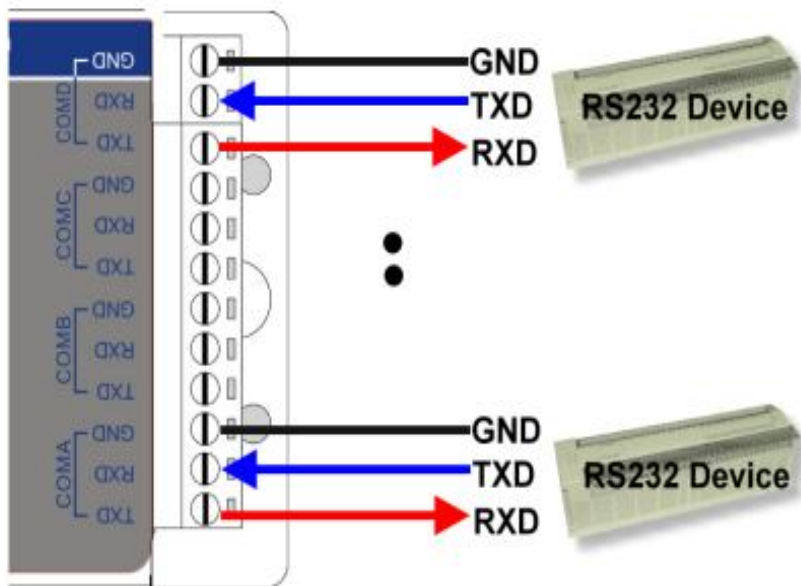 GND
RXD
TXD
COMD
GND
RXD
TXD
COMC
GND
RXD
TXD
COMB
GND
RXD
TXD
COMA
GND
TXD
RXD
RS232 Device
GND
TXD
RXD
RS232 Device